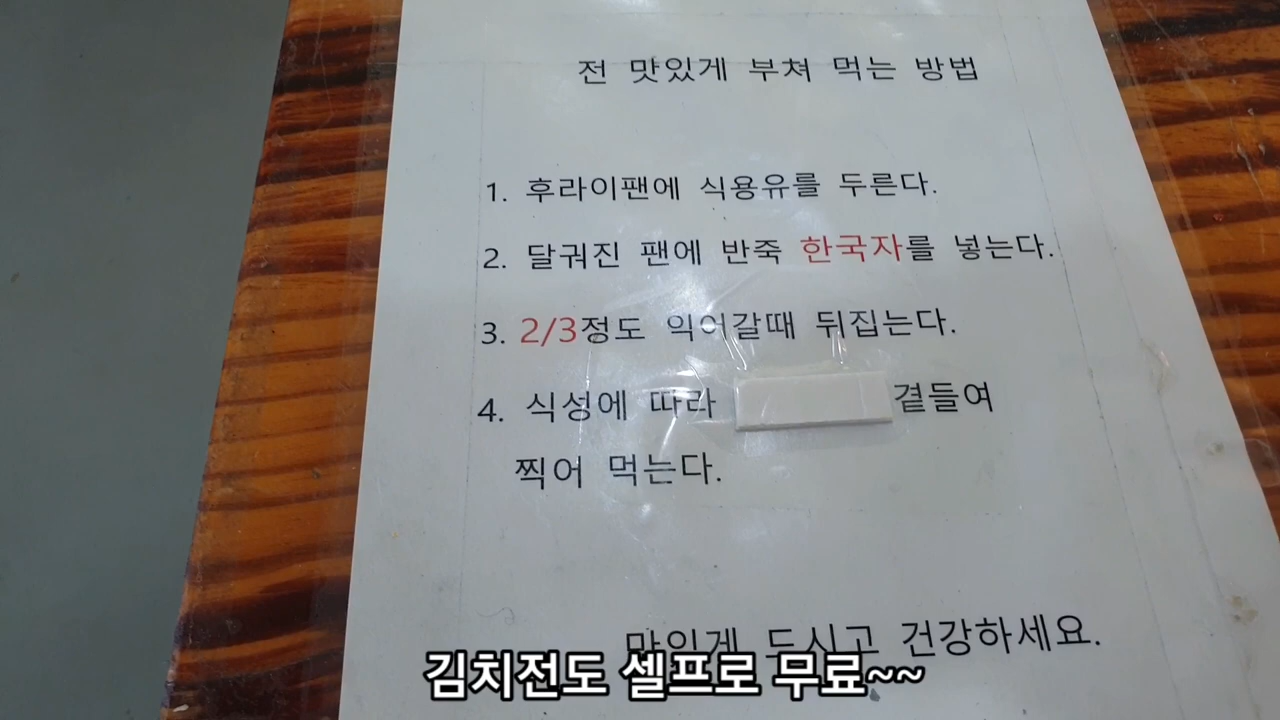 전 맛있게 부쳐 먹는 방법
1. 후라이팬에 식용유를 두른다.
2. 달궈진 팬에 반죽 한국자를 넣는다.
3. 2/3정도 익어갈때 뒤집는다.
4. 식성에 따라 곁들여
찍어 먹는다.
맛있게 드시고 건강하세요.
김치전도 셀프로 무료~~